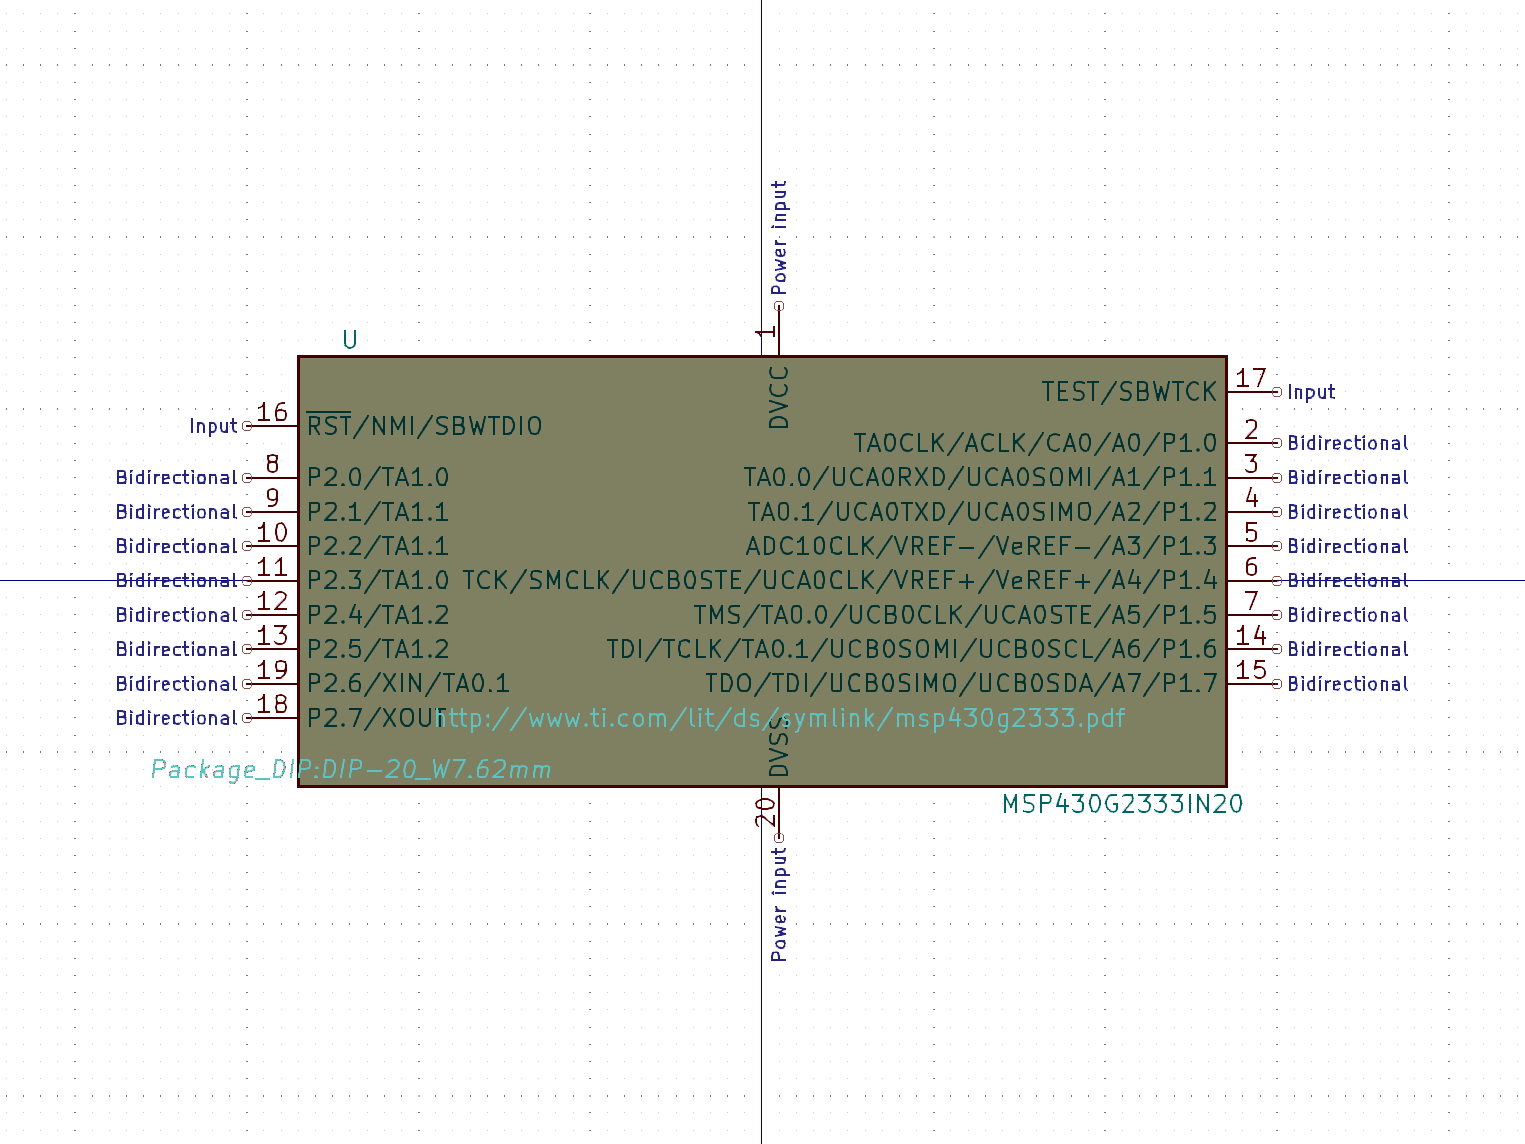 Power input
1
DVCC
U
TEST/SBWTCK 17 Input
Input 16 RST/NMI/SBWTDIO
TA0CLK/ACLK/CA0/A0/P1.0 2 Bidirectional
Bidirectional 8 P2.0/TA1.0 TA0.0/UCA0RXD/UCA0SOMI/A1/P1.1 3 Bidirectional
Bidirectional 9 P2.1/TA1.1 TA0.1/UCA0TXD/UCA0SIMO/A2/P1.2 4 Bidirectional
Bidirectional 10 P2.2/TA1.1 ADC10CLK/VREF-/VeREF-/A3/P1.3 5 Bidirectional
Bidirectional 11 P2.3/TA1.0 TCK/SMCLK/UCB0STE/UCA0CLK/VREF+/VeREF+/A4/P1.4 6 Bidirectional
Bidirectional 12 P2.4/TA1.2 TMS/TA0.0/UCB0CLK/UCA0STE/A5/P1.5 7 Bidirectional
Bidirectional 13 P2.5/TA1.2 TDI/TCLK/TA0.1/UCB0SOMI/UCB0SCL/A6/P1.6 14 Bidirectional
Bidirectional 19 P2.6/XIN/TA0.1 TDO/TDI/UCB0SIMO/UCB0SDA/A7/P1.7 15 Bidirectional
Bidirectional 18 P2.7/XOUT http://www.ti.com/lit/ds/symlink/msp430g2333.pdf
DVSS
Package_DIP:DIP-20_W7.62mm
MSP430G2333IN20
20
Power input